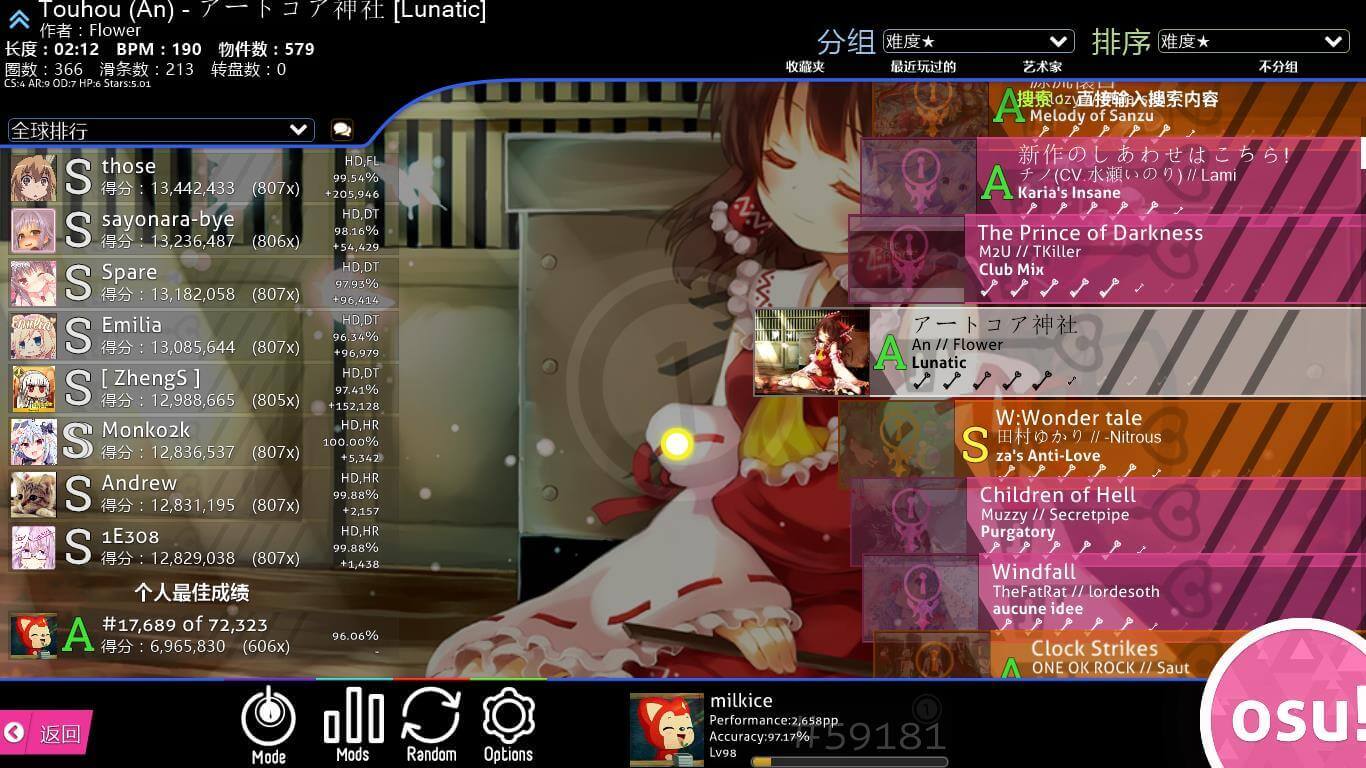 Touhou (An) - アートコア神社 [Lunatic]
作者：Flower
长度：02:12 BPM：190 物件数：579
圈数：366 滑条数：213 转盘数：0
CS:4 AR:9 OD:7 HP:6 Stars:5.01
分组 难度★ 排序 难度★
收藏夹 最近玩过的 艺术家 不分组
全球排行
搜索： 直接输入搜索内容
S those HD,FL
得分：13,442,433 (807x) 99.54%
+205,946
S sayonara-bye HD,DT
得分：13,236,487 (806x) 98.16%
+54,429
S Spare HD,DT
得分：13,182,058 (807x) 97.93%
+96,414
S Emilia HD,DT
得分：13,085,644 (807x) 96.34%
+96,979
S [ ZhengS ] HD,DT
得分：12,988,665 (805x) 97.41%
+152,128
S Monko2k HD,HR
得分：12,836,537 (807x) 100.00%
+5,342
S Andrew HD,HR
得分：12,831,195 (807x) 99.88%
+2,157
S 1E308 HD,HR
得分：12,829,038 (807x) 99.88%
+1,438
个人最佳成绩
A #17,689 of 72,323
得分：6,965,830 (606x) 96.06%
-
A
Melody of Sanzu
新作のしあわせはこちら!
A チノ(CV.水瀬いのり) // Lami
Karia's Insane
The Prince of Darkness
M2U // TKiller
Club Mix
アートコア神社
A An // Flower
Lunatic
W:Wonder tale
S 田村ゆかり // -Nitrous
za's Anti-Love
Children of Hell
Muzzy // Secretpipe
Purgatory
Windfall
TheFatRat // lordesoth
aucune idee
Clock Strikes
A ONE OK ROCK // Saut
返回
Mode
Mods
Random
Options
milkice
Performance:2,658pp
Accuracy:97.17%
Lv98
#59181
osu!